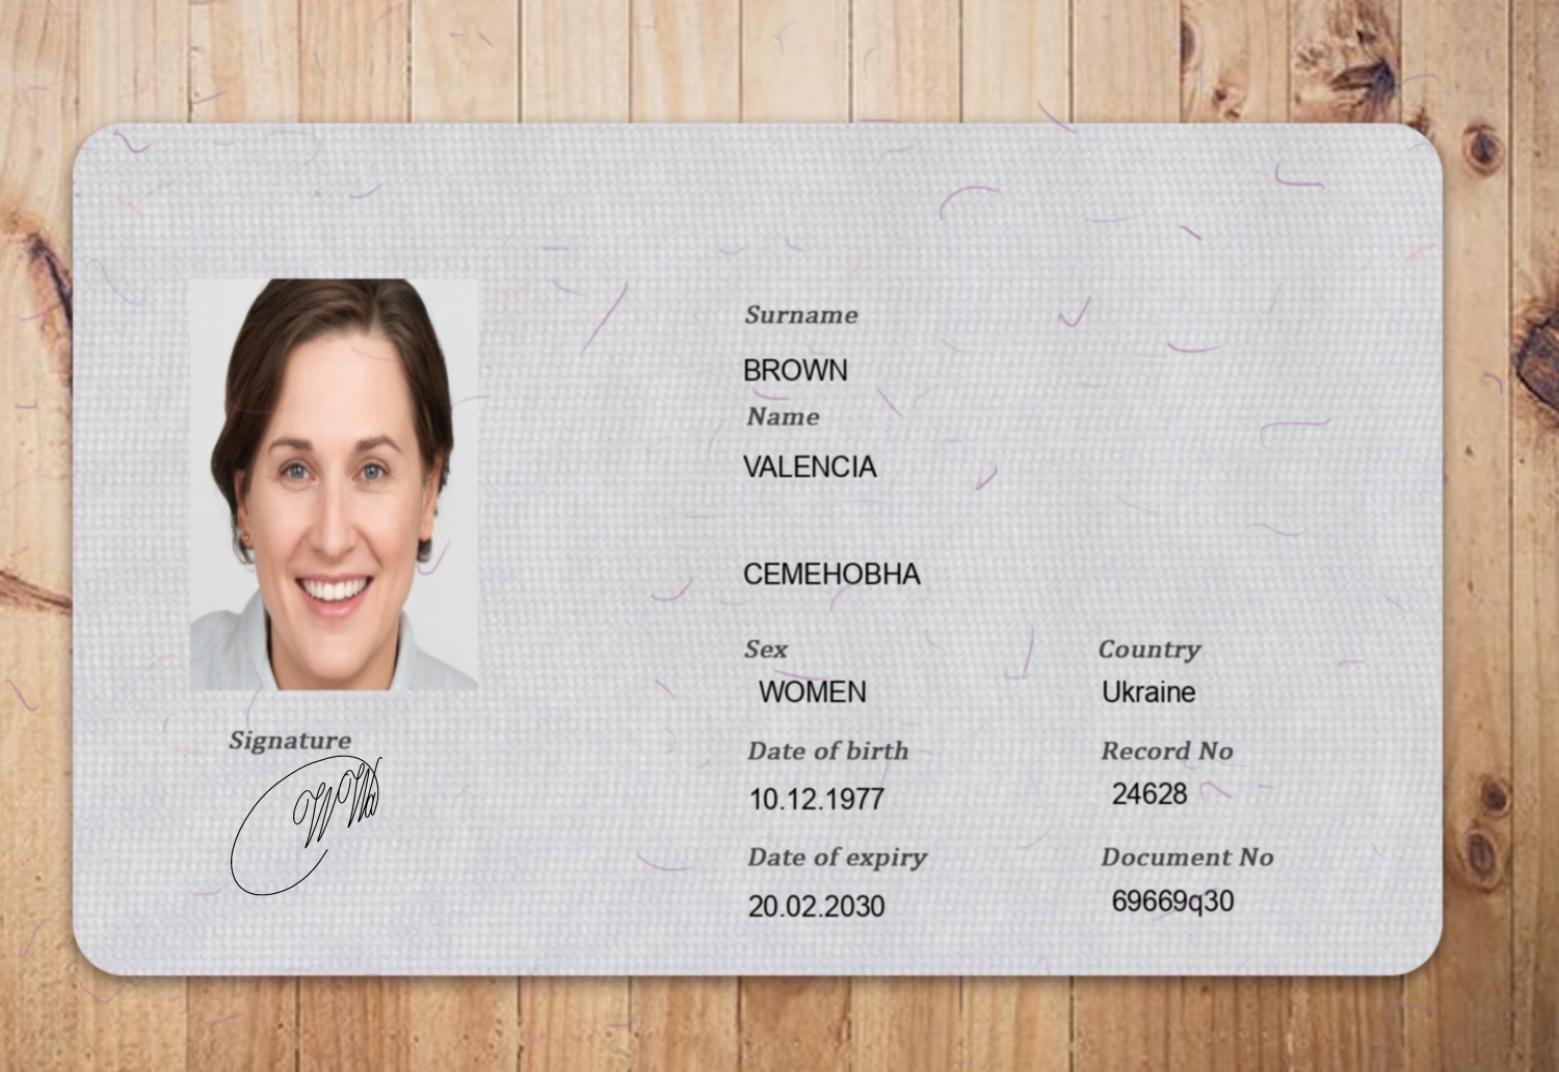 Surname
BROWN
Name
VALENCIA
CEMEHOBHA
Sex
WOMEN
Country
Ukraine
Date of birth
10.12.1977
Record No
24628
Date of expiry
20.02.2030
Document No
69669q30
Signature